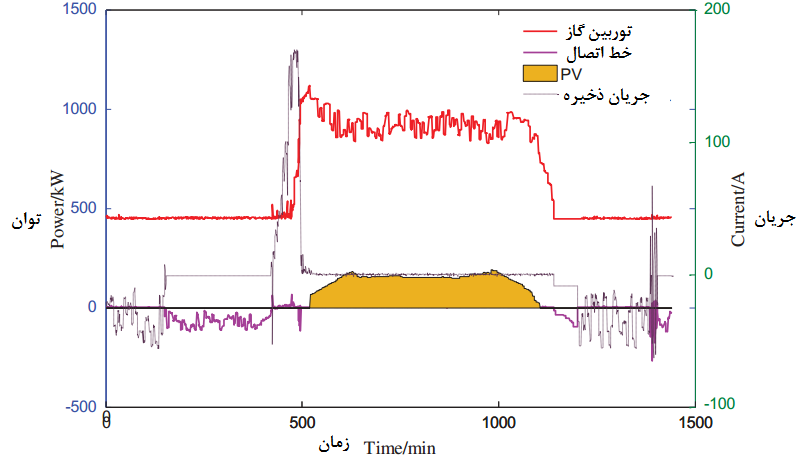 1500
1000
500
0
-500
توان
Power/kW
توربین گاز
خط اتصال
PV
جریان ذخیره
200
100
0
-100
Current/A
جریان
0
0
500
1000
1500
زمان
Time/min